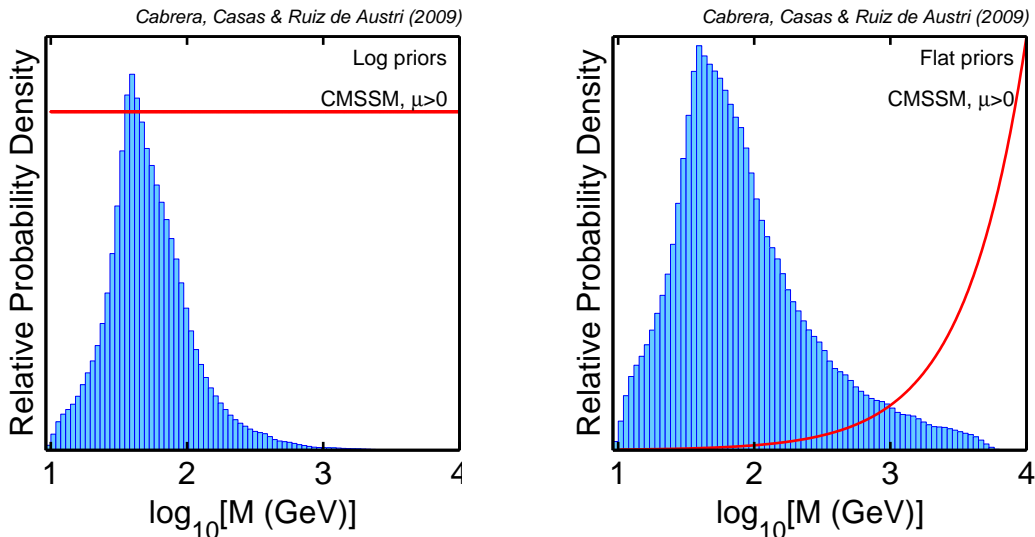 Cabrera, Casas & Ruiz de Austri (2009)
Log priors
CMSSM, μ>0
Relative Probability Density
1 2 3 4
log10[M (GeV)]
Cabrera, Casas & Ruiz de Austri (2009)
Flat priors
CMSSM, μ>0
Relative Probability Density
1 2 3 4
log10[M (GeV)]